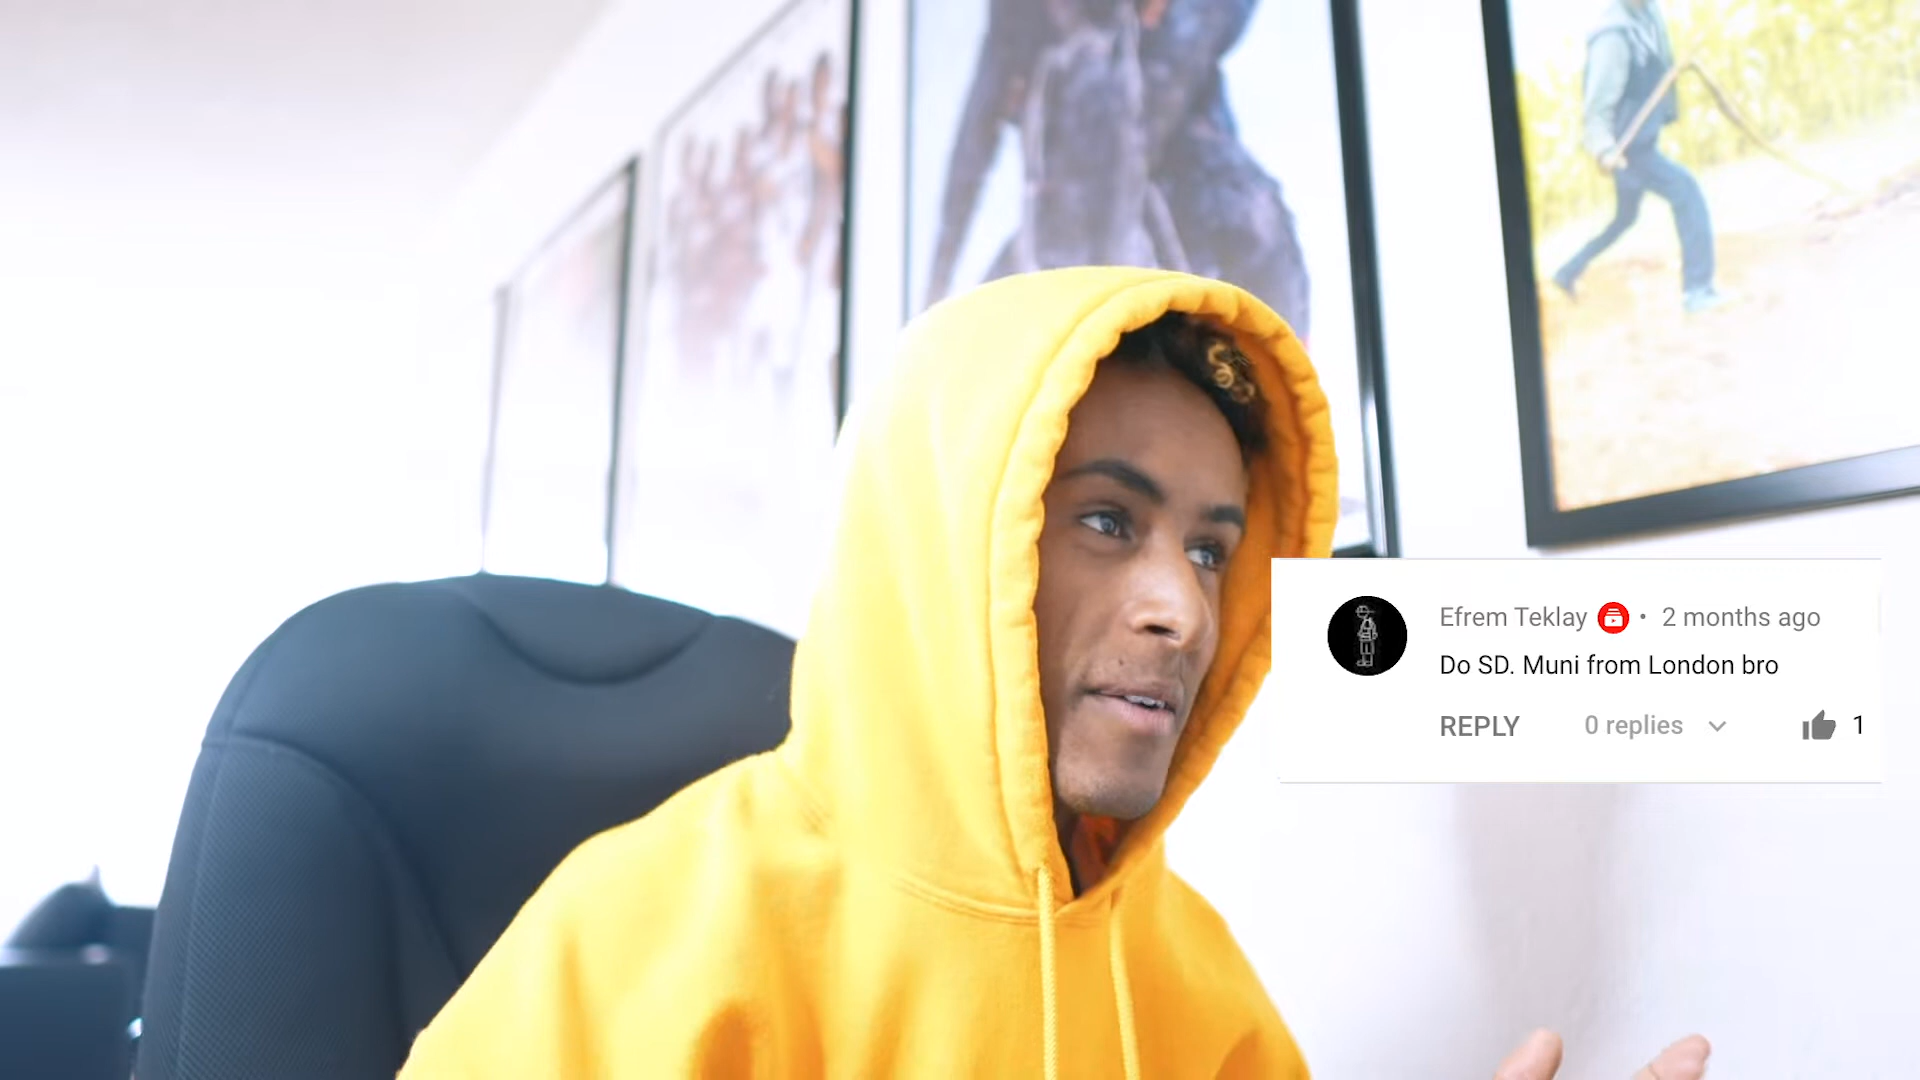 Efrem Teklay • 2 months ago
Do SD. Muni from London bro
REPLY 0 replies 1